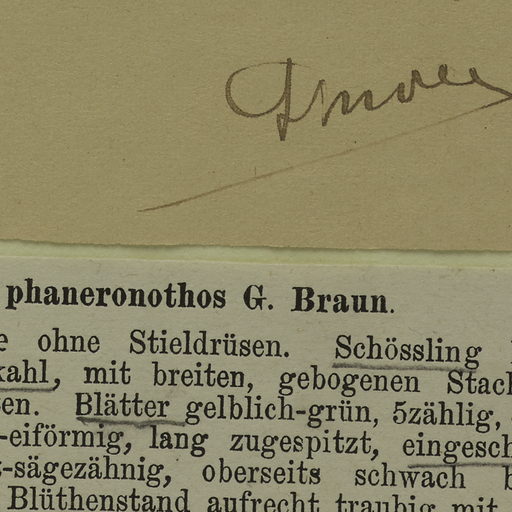 phaneronothos G. Braun.
ohne Stieldrüsen. Schössling
kahl, mit breiten, gebogenen Stach
en. Blätter gelblich-grün, 5zählig,
-eiförmig, lang zugespitzt, eingesch
-sägezähnig, oberseits schwach b
Blüthenstand aufrecht traubig mit